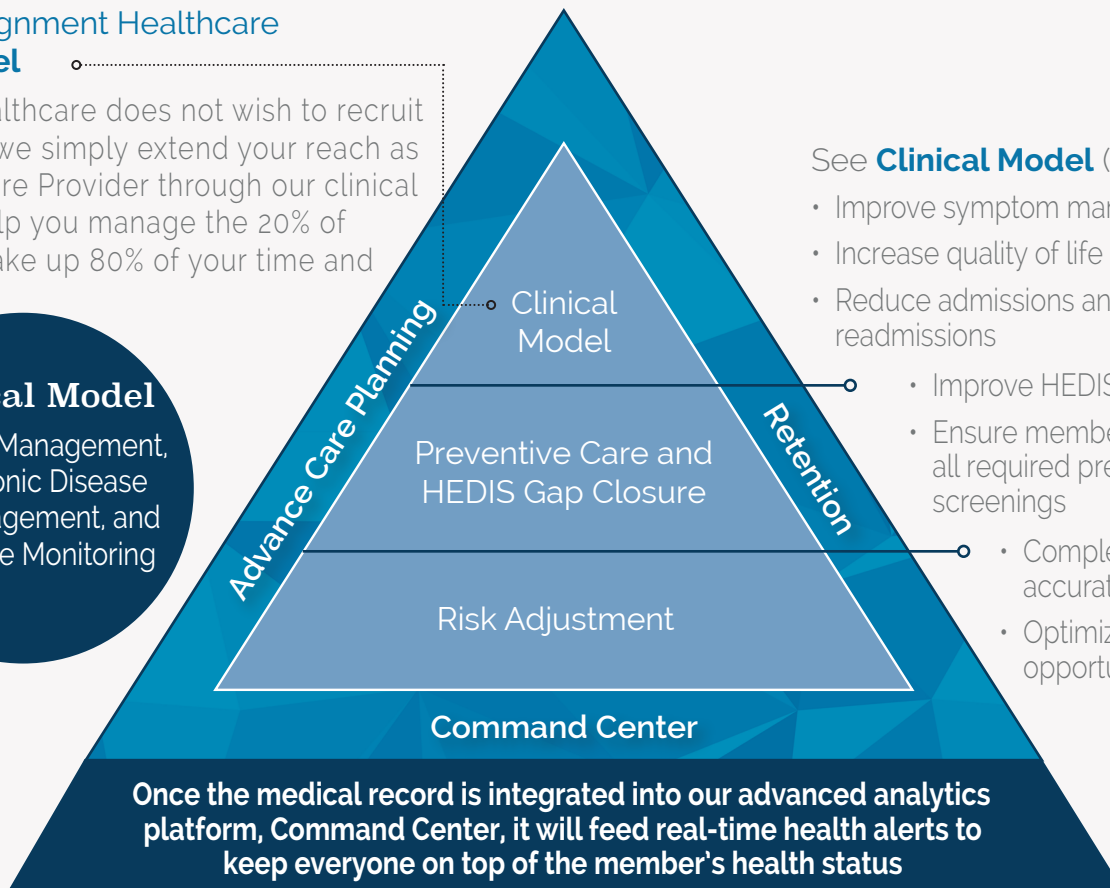 gnment Healthcare
el
althcare does not wish to recruit
we simply extend your reach as
re Provider through our clinical
lp you manage the 20% of
ake up 80% of your time and
cal Model
Management,
onic Disease
agement, and
e Monitoring
Advance Care Planning
Clinical
Model
Preventive Care and
HEDIS Gap Closure
Risk Adjustment
Retention
Command Center
See Clinical Model (
• Improve symptom mar
• Increase quality of life
• Reduce admissions an
readmissions
• Improve HEDIS
• Ensure membe
all required pre
screenings
• Comple
accurat
• Optimiz
opportu
Once the medical record is integrated into our advanced analytics
platform, Command Center, it will feed real-time health alerts to
keep everyone on top of the member's health status